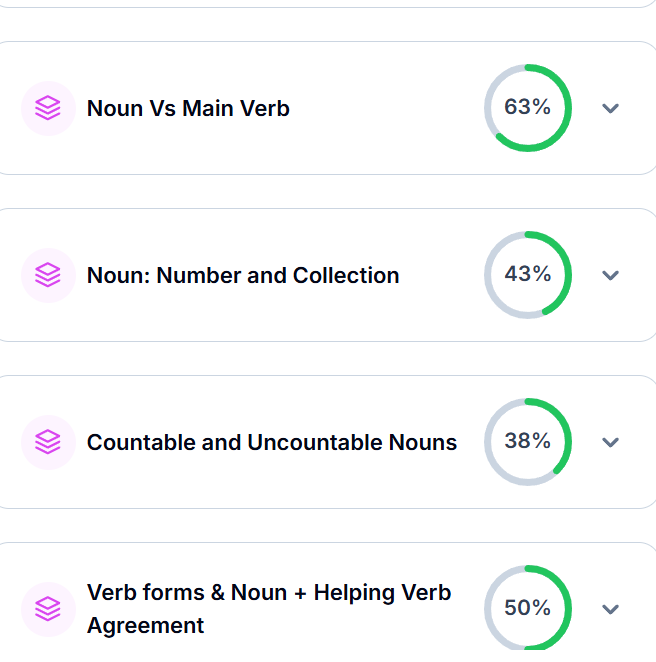 Noun Vs Main Verb
63%
Noun: Number and Collection
43%
Countable and Uncountable Nouns
38%
Verb forms & Noun + Helping Verb
Agreement
50%